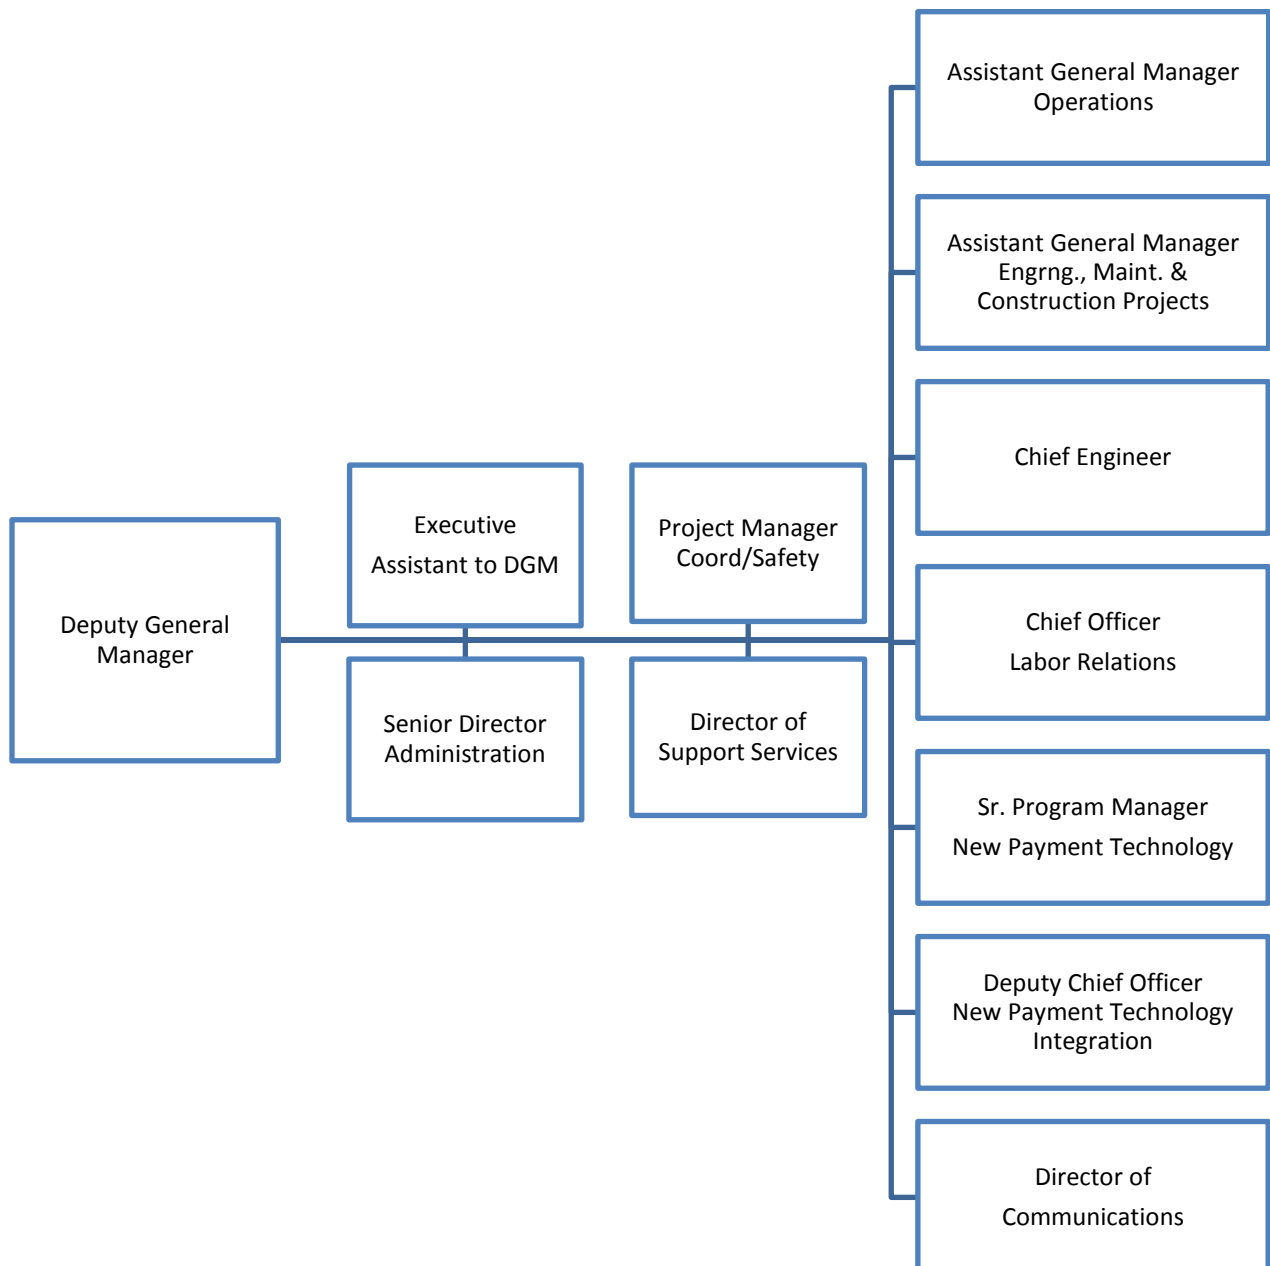 Deputy General
Manager
Executive
Assistant to DGM
Senior Director
Administration
Project Manager
Coord/Safety
Director of
Support Services
Assistant General Manager
Operations
Assistant General Manager
Engrng., Maint. &
Construction Projects
Chief Engineer
Chief Officer
Labor Relations
Sr. Program Manager
New Payment Technology
Deputy Chief Officer
New Payment Technology
Integration
Director of
Communications